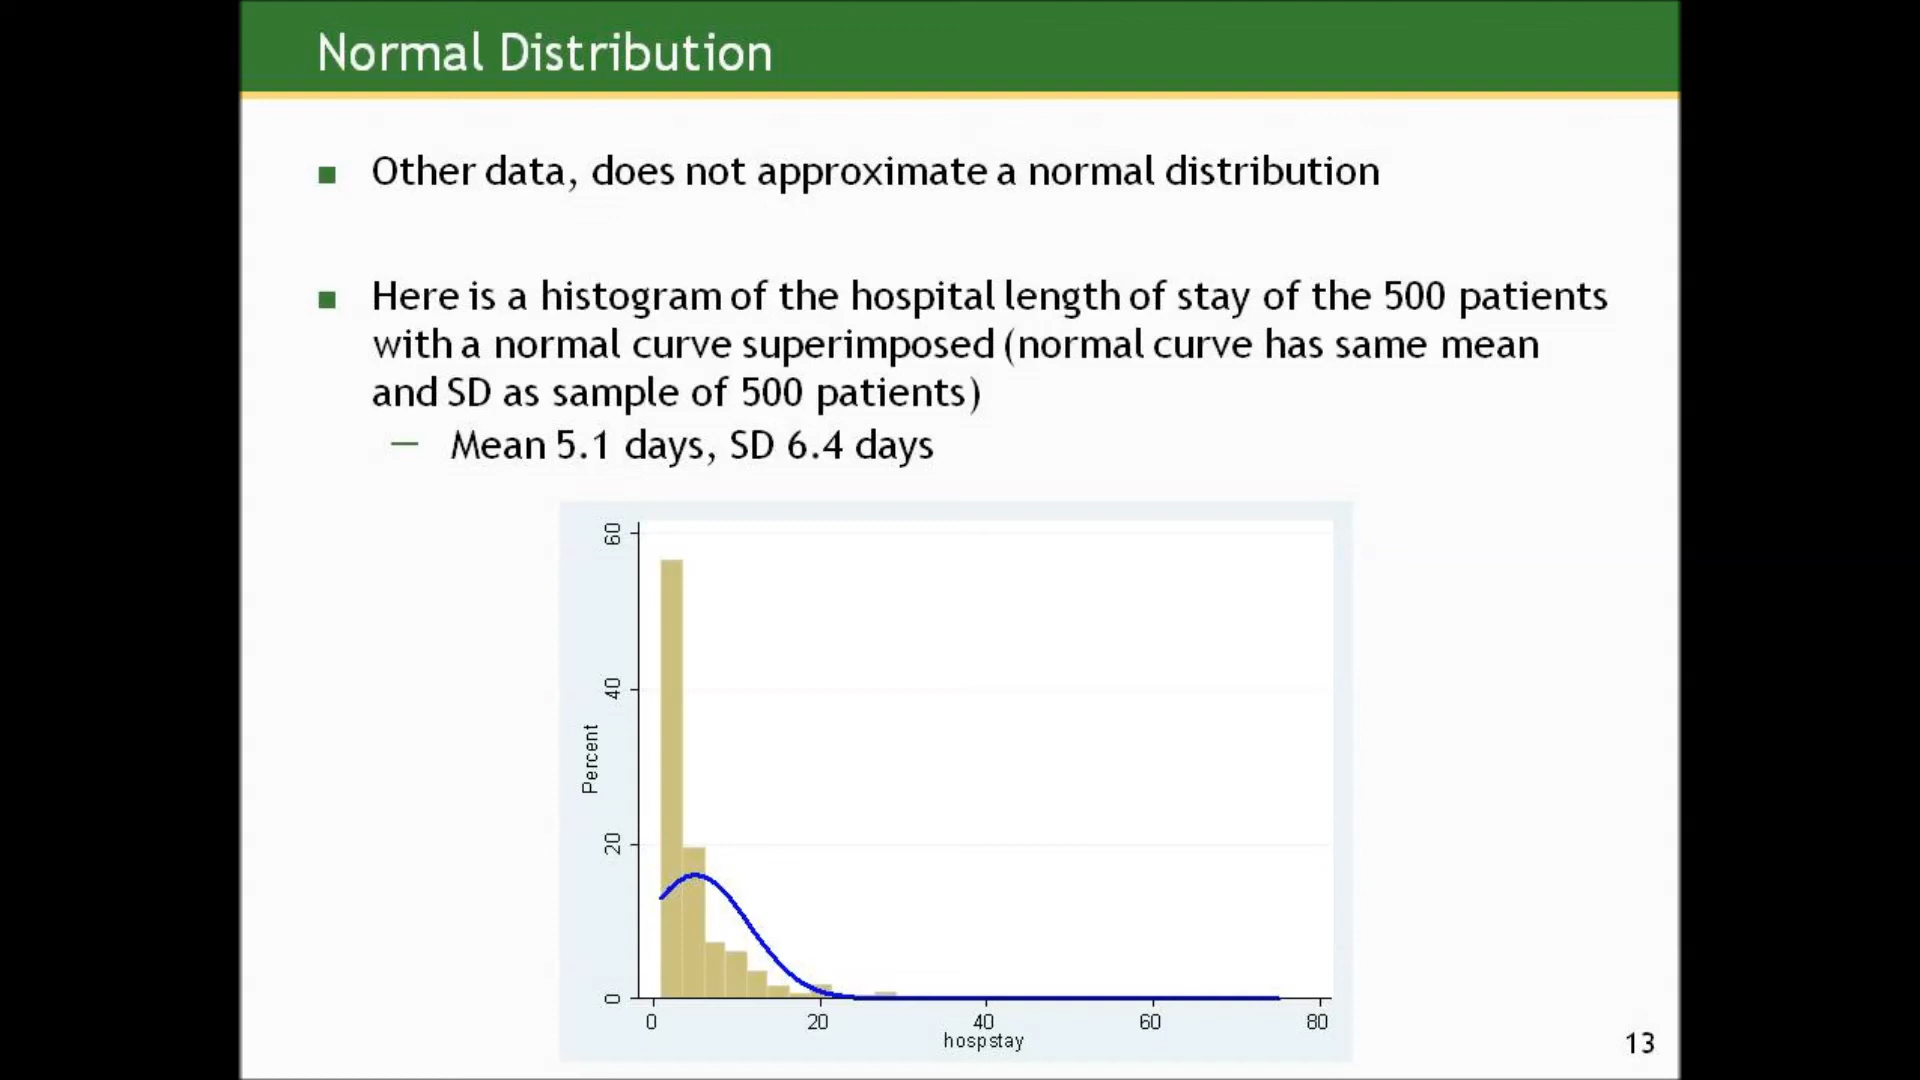 Normal Distribution
Other data, does not approximate a normal distribution
Here is a histogram of the hospital length of stay of the 500 patients
with a normal curve superimposed (normal curve has same mean
and SD as sample of 500 patients)
— Mean 5.1 days, SD 6.4 days
60
40
20
0
Percent
0 20 40 60 80
hospstay
13